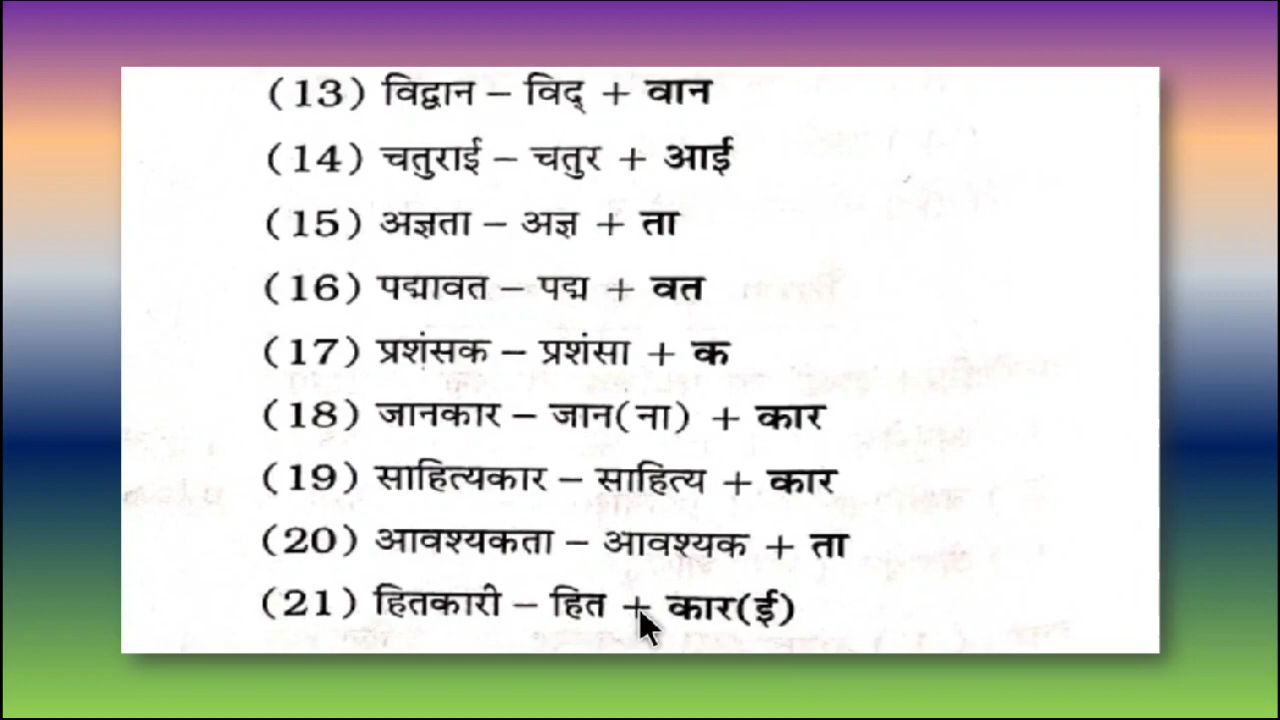 (13) विद्वान – विद् + वान
(14) चतुराई – चतुर + आई
(15) अज्ञता – अज्ञ + ता
(16) पद्मावत – पद्म + वत
(17) प्रशंसक – प्रशंसा + क
(18) जानकार – जान(ना) + कार
(19) साहित्यकार – साहित्य + कार
(20) आवश्यकता – आवश्यक + ता
(21) हितकारी – हित + कार(ई)